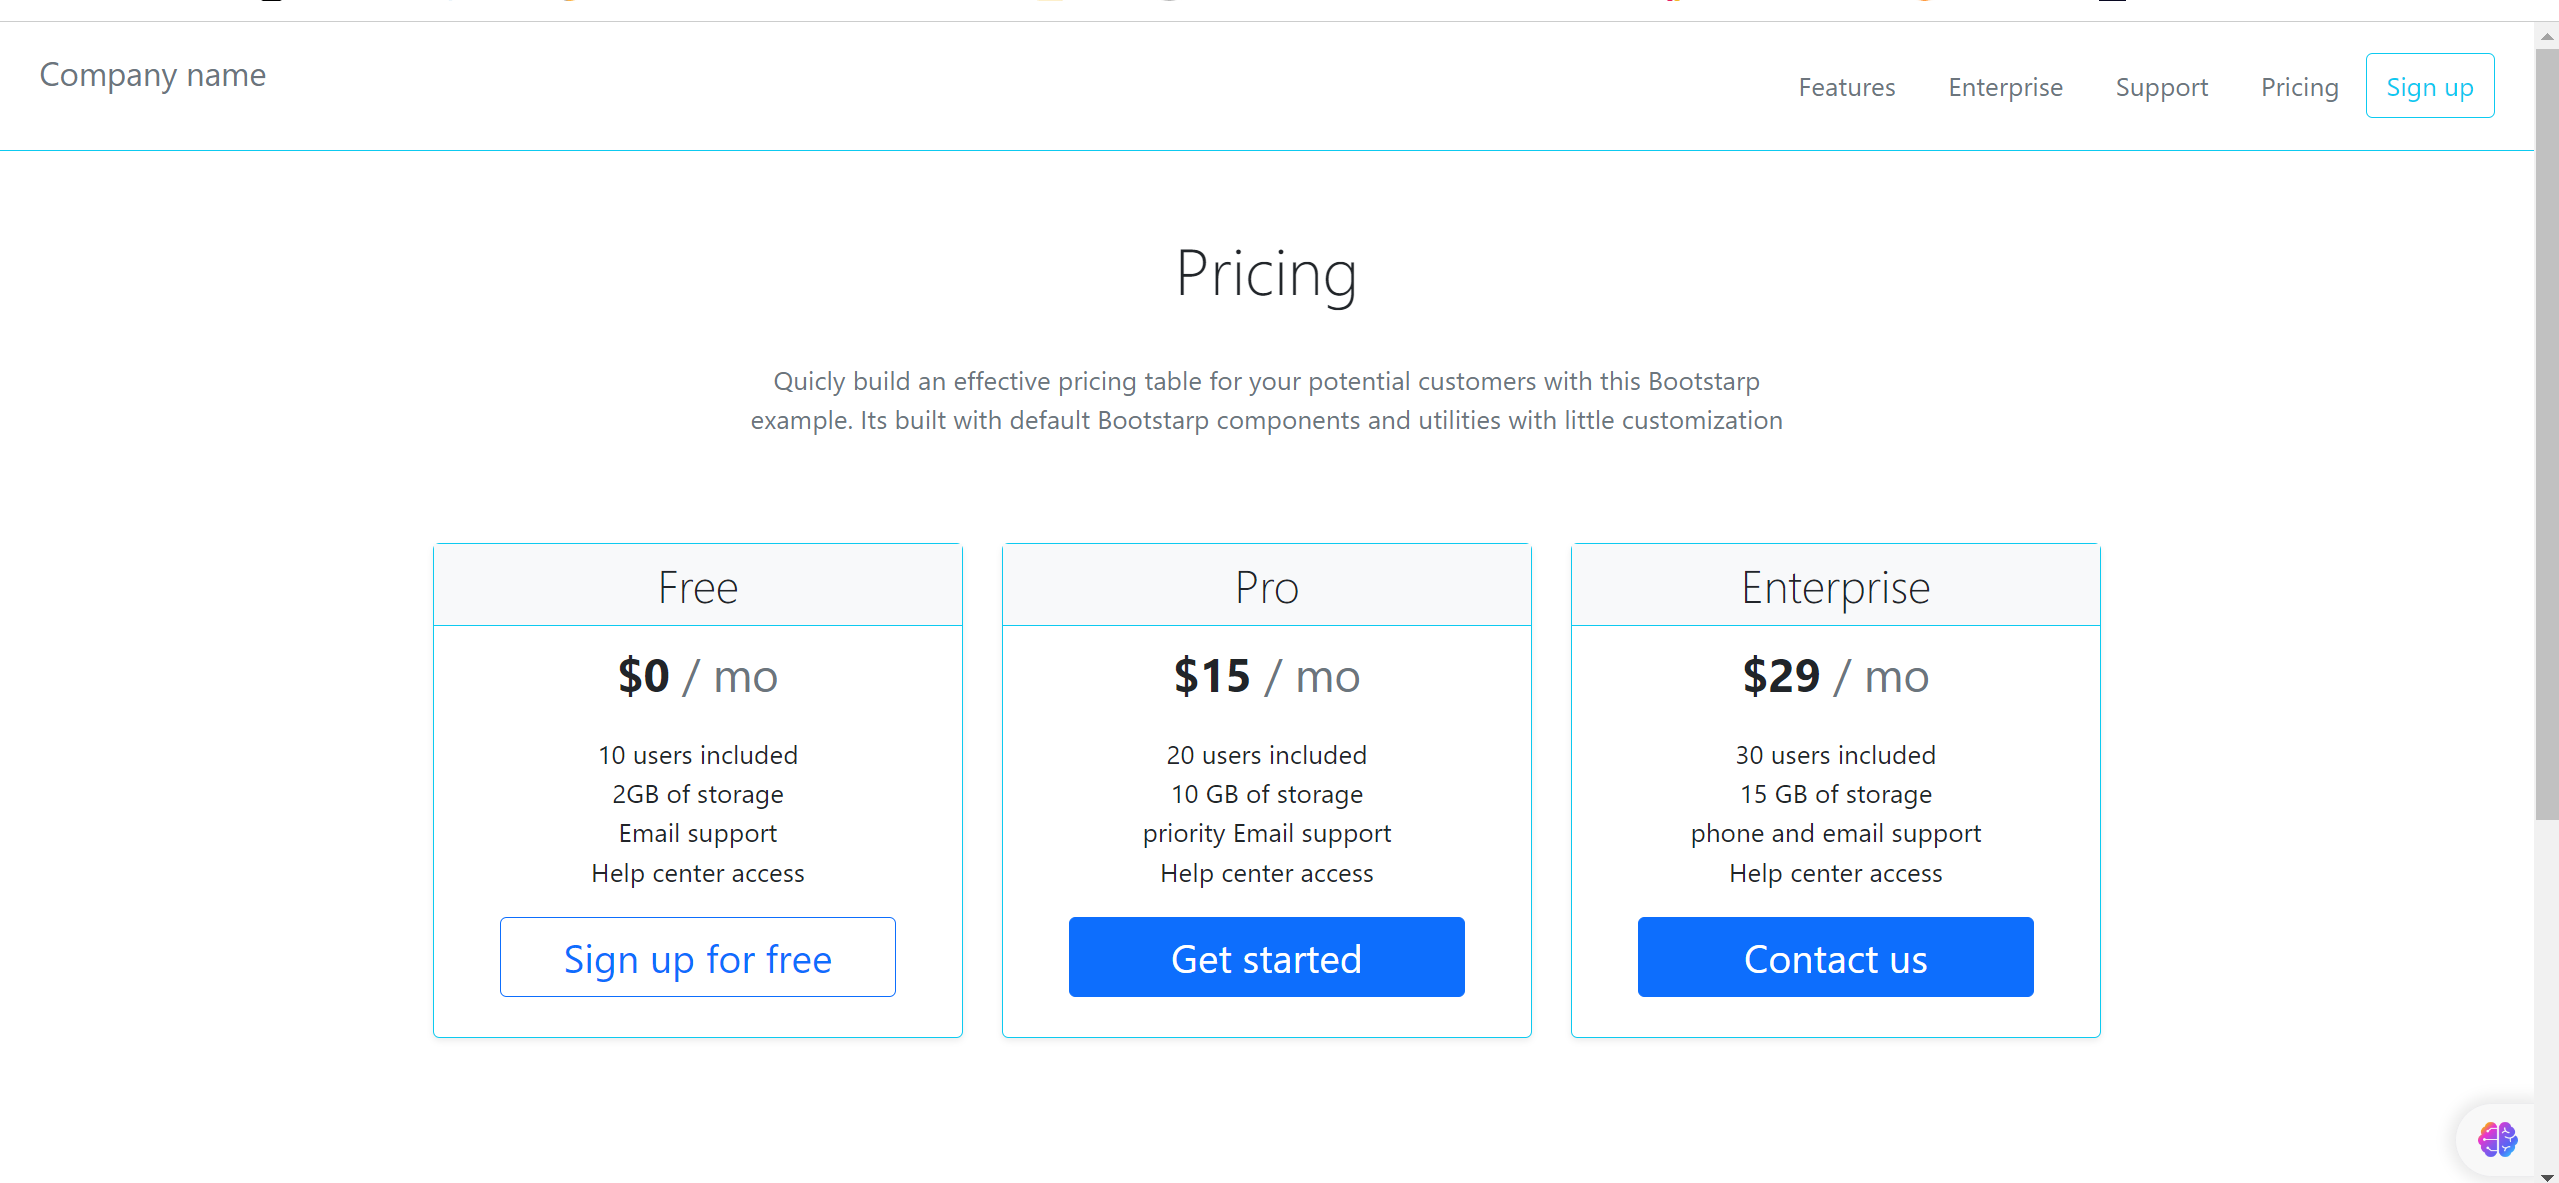 Company name
Features
Enterprise
Support
Pricing
Sign up
Pricing
Quicly build an effective pricing table for your potential customers with this Bootstarp
example. Its built with default Bootstarp components and utilities with little customization
Free
$0 / mo
10 users included
2GB of storage
Email support
Help center access
Sign up for free
Pro
$15 / mo
20 users included
10 GB of storage
priority Email support
Help center access
Get started
Enterprise
$29 / mo
30 users included
15 GB of storage
phone and email support
Help center access
Contact us